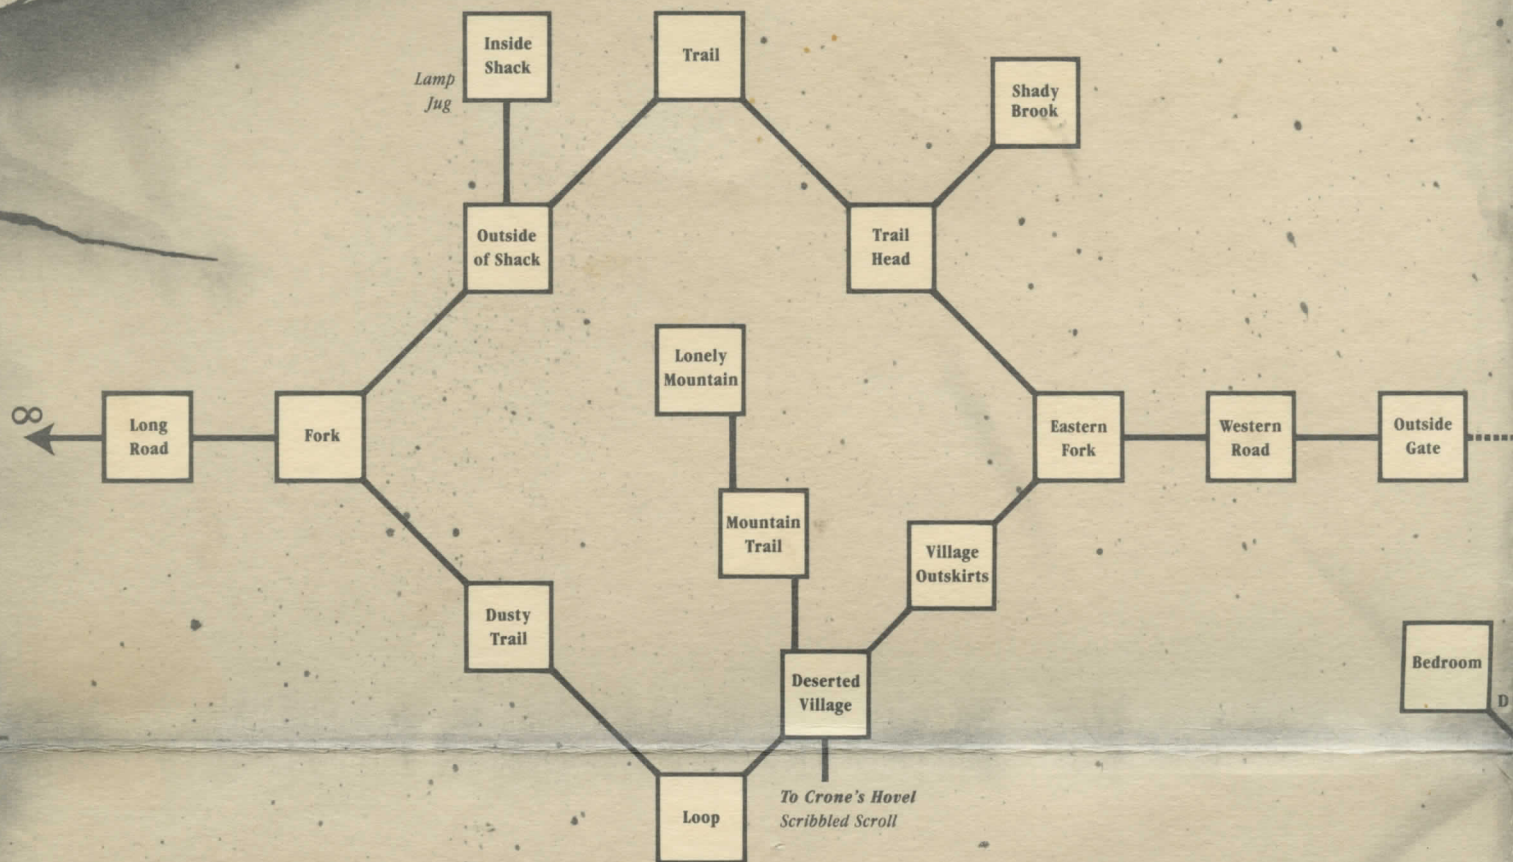 Inside
Shack
Lamp
Jug
Trail
Shady
Brook
Outside
of Shack
Trail
Head
Lonely
Mountain
∞
Long
Road
Fork
Eastern
Fork
Western
Road
Outside
Gate
Mountain
Trail
Village
Outskirts
Dusty
Trail
Deserted
Village
Bedroom
D
To Crone's Hovel
Scribbled Scroll
Loop